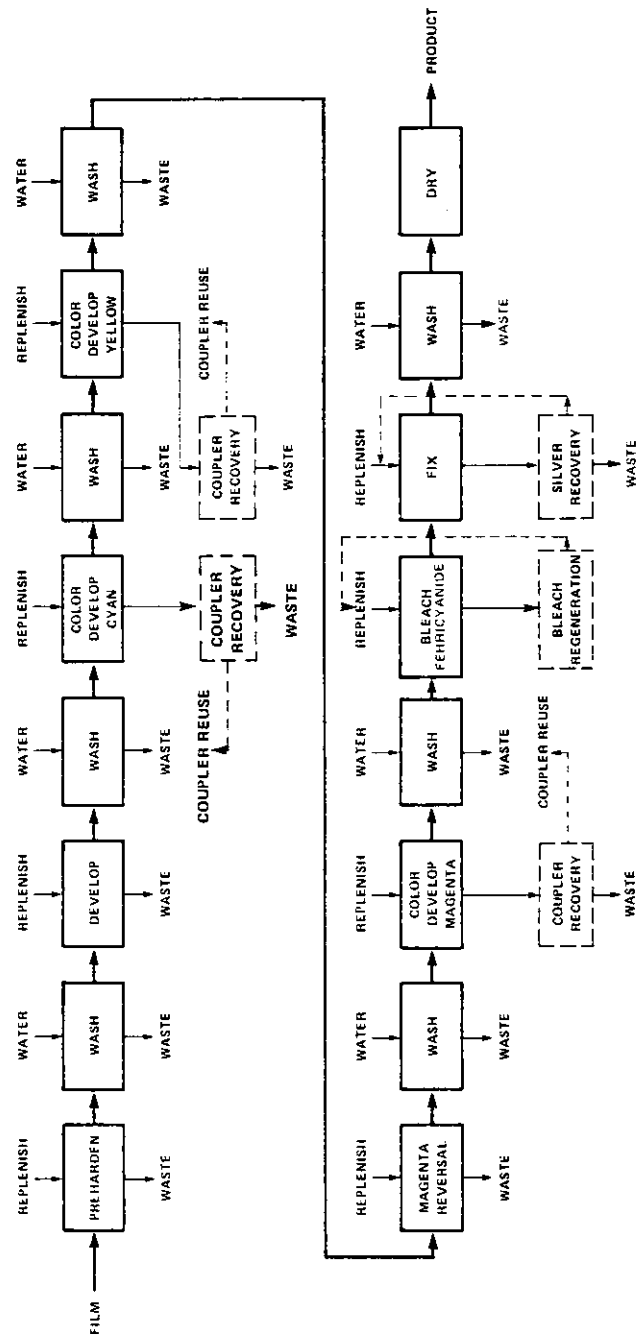 FILM
REPLENISH
PREHARDEN
WASTE
WATER
WASH
WASTE
REPLENISH
DEVELOP
WASTE
WATER
WASH
WASTE
REPLENISH
COLOR
DEVELOP
CYAN
COUPLER
RECOVERY
WASTE
COUPLER REUSE
WATER
WASH
WASTE
REPLENISH
COLOR
DEVELOP
YELLOW
COUPLER
RECOVERY
WASTE
COUPLER REUSE
WATER
WASH
WASTE
REPLENISH
MAGENTA
REVERSAL
WASTE
WATER
WASH
WASTE
REPLENISH
COLOR
DEVELOP
MAGENTA
COUPLER
RECOVERY
WASTE
COUPLER REUSE
WATER
WASH
WASTE
REPLENISH
BLEACH
FEHRICYANIDE
BLEACH
REGENERATION
REPLENISH
FIX
SILVER
RECOVERY
WASTE
WATER
WASH
WASTE
DRY
PRODUCT